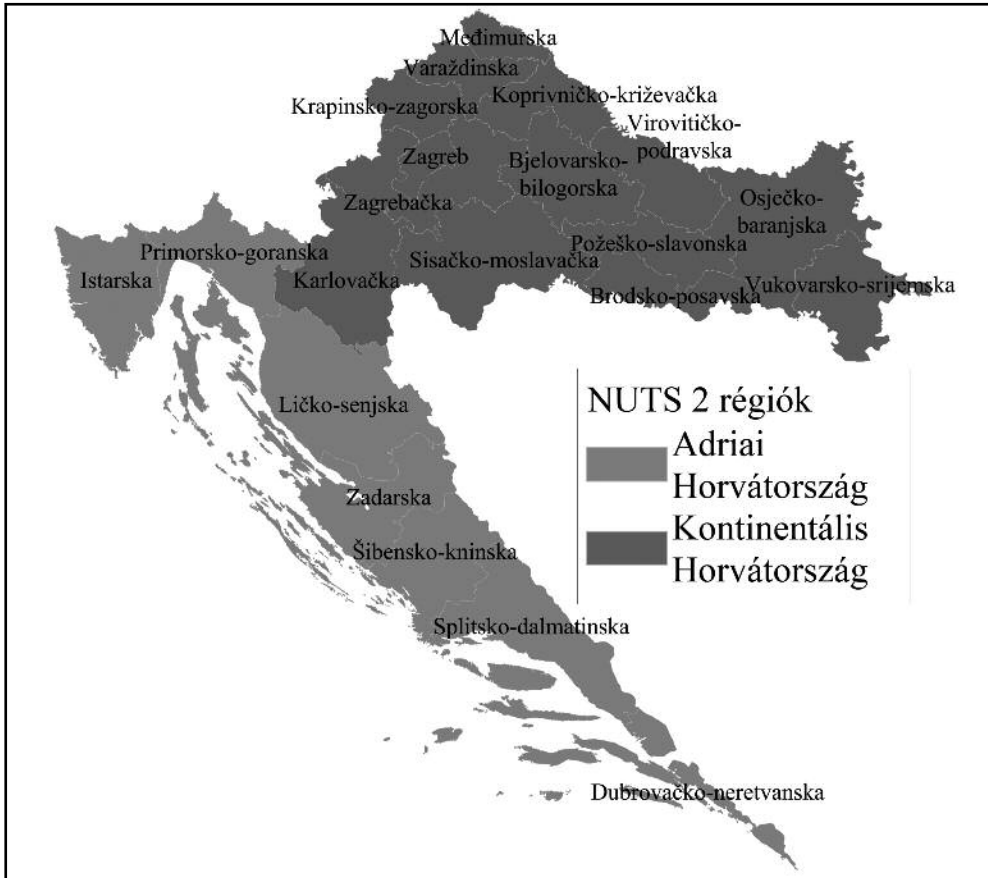 Međimurska
Varaždinska
Koprivničko-križevačka
Krapinsko-zagorska
Virovitičko-
podravska
Zagreb
Bjelovarsko-
bilogorska
Osječko-
baranjska
Zagrebačka
Primorsko-goranska
Požeško-slavonska
Sisačko-moslavačka
Istarska
Karlovačka
Brodsko-posavska
Vukovarsko-srijemska
Ličko-senjska
Zadarska
Šibensko-kninska
Splitsko-dalmatinska
Dubrovačko-neretvanska
NUTS 2 régiók
Adriai
Horvátország
Kontinentális
Horvátország